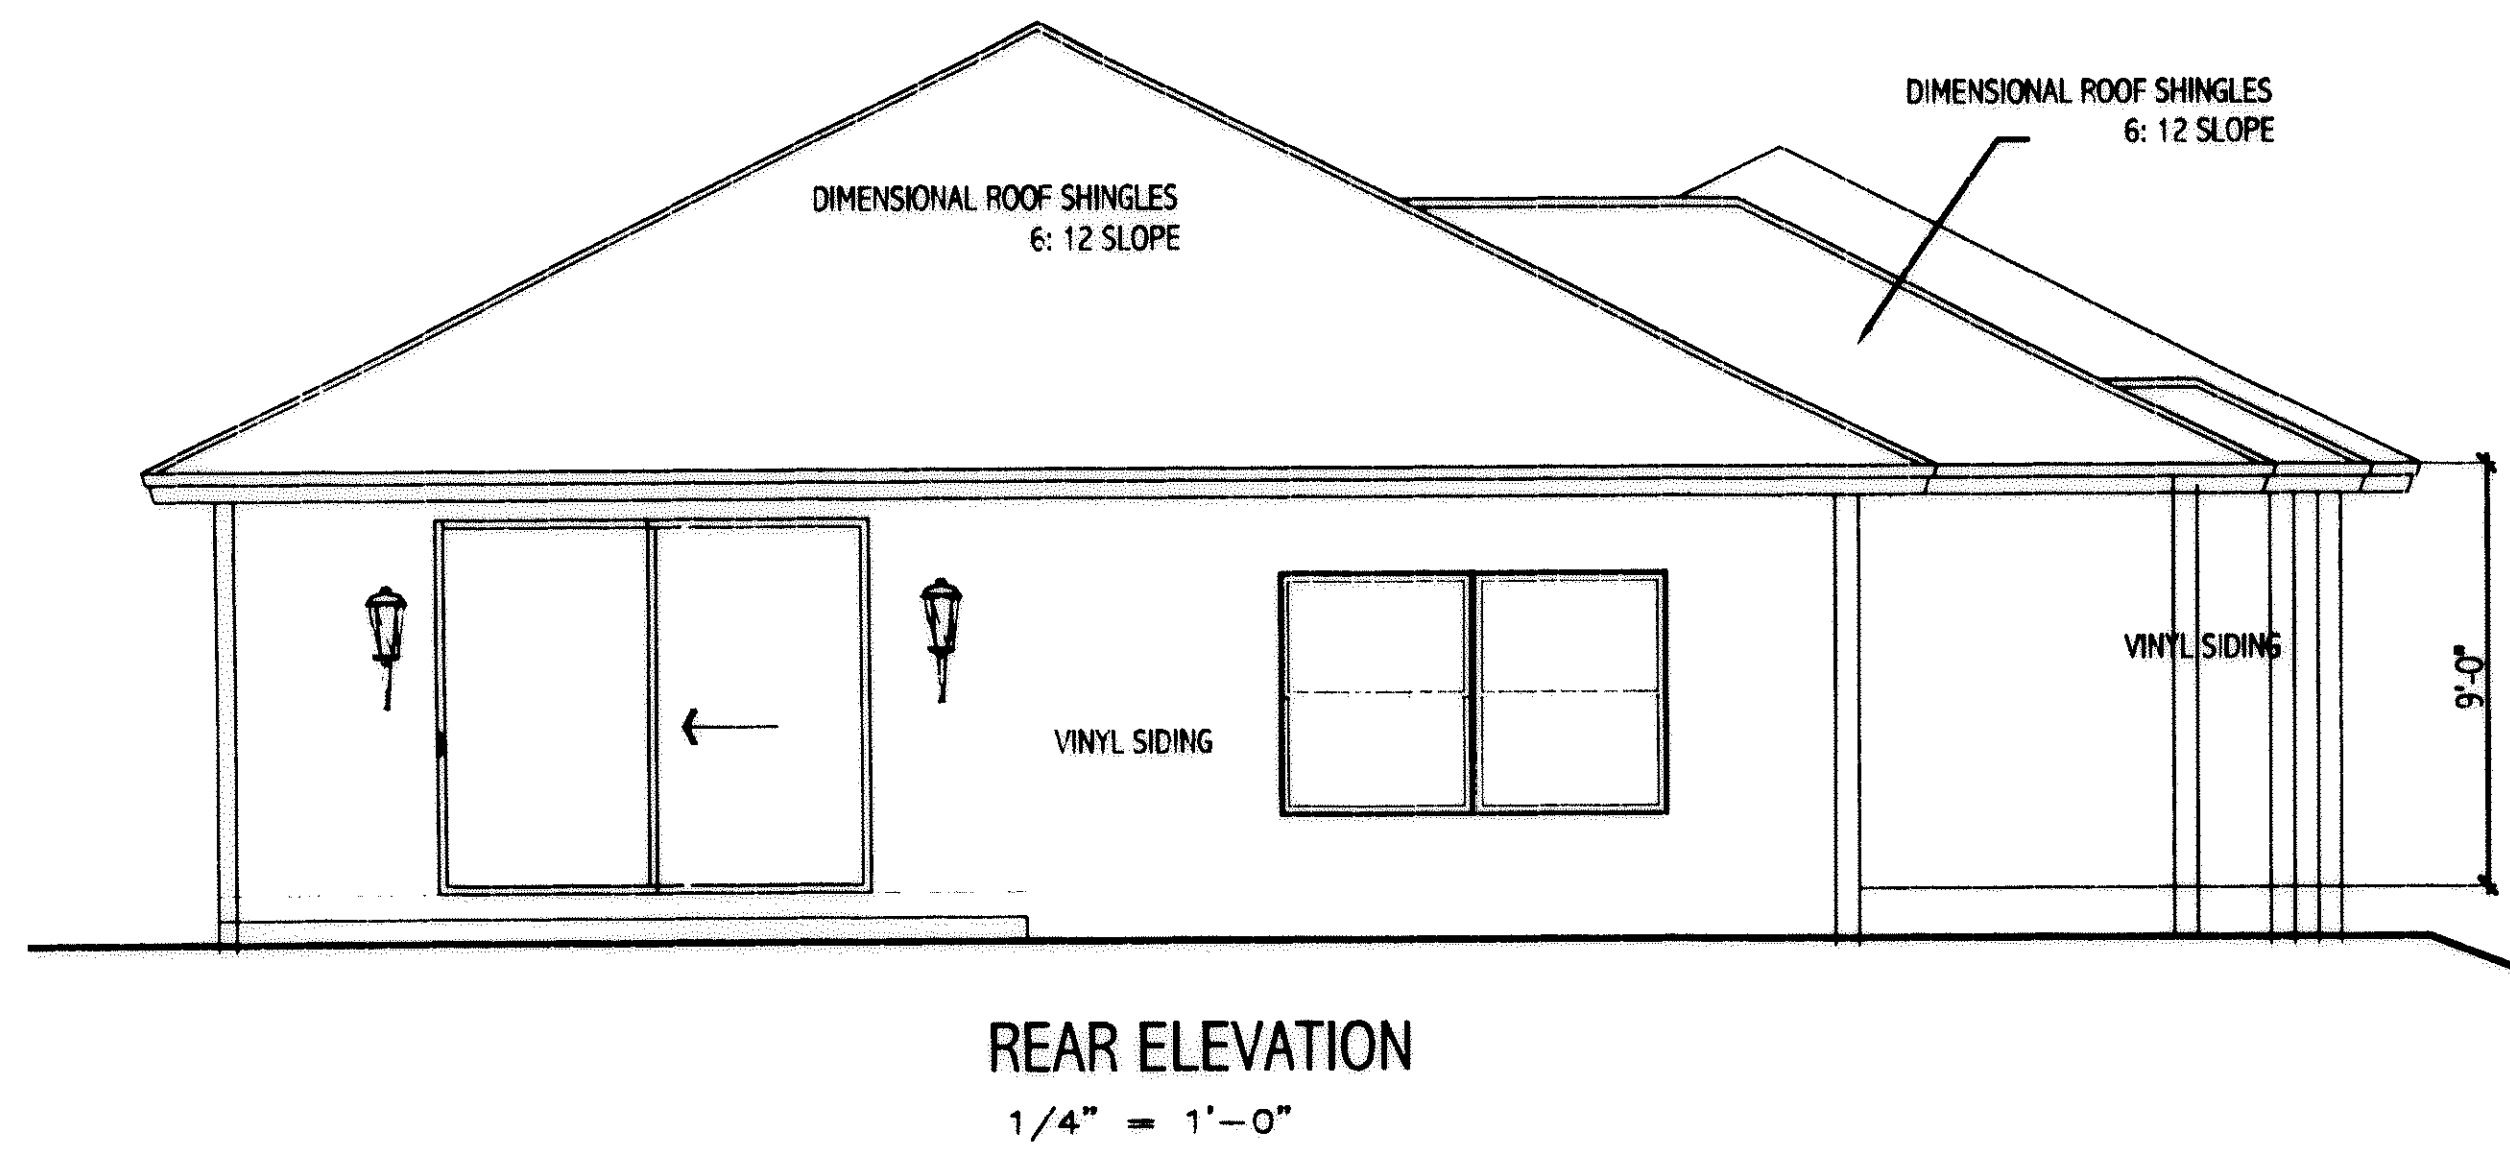 DIMENSIONAL ROOF SHINGLES
6: 12 SLOPE
DIMENSIONAL ROOF SHINGLES
6: 12 SLOPE
VINYL SIDING
VINYL SIDING
9'-0"
REAR ELEVATION
1/4" = 1'-0"